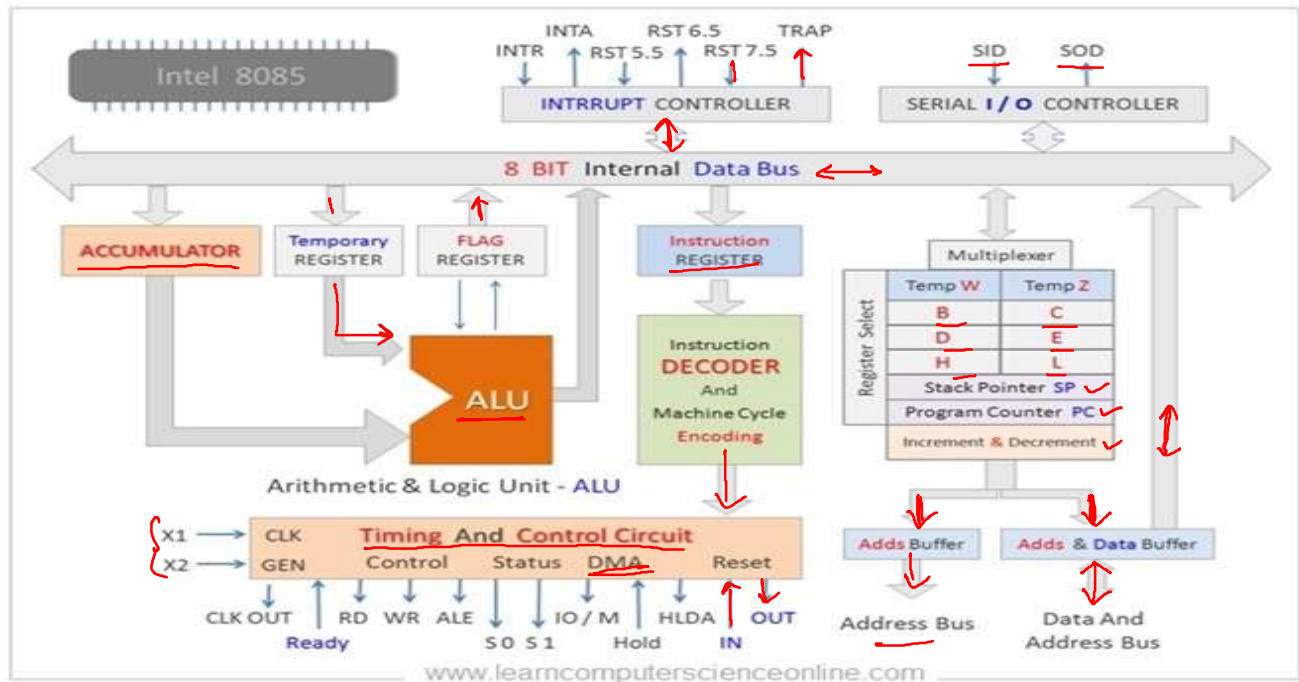 Intel 8085
INTR
INTA
RST 5.5
RST 6.5
RST 7.5
TRAP
SID
SOD
INTRRUPT CONTROLLER
SERIAL I / O CONTROLLER
8 BIT Internal Data Bus
ACCUMULATOR
Temporary
REGISTER
FLAG
REGISTER
Instruction
REGISTER
Multiplexer
Register Select
Temp W
Temp Z
B
C
D
E
H
L
Stack Pointer SP
Program Counter PC
Increment & Decrement
ALU
Instruction
DECODER
And
Machine Cycle
Encoding
Arithmetic & Logic Unit - ALU
X1
CLK
Timing And Control Circuit
X2
GEN
Control
Status
DMA
Reset
CLK OUT
Ready
RD
WR
ALE
S 0
S 1
IO / M
Hold
HLDA
IN
OUT
Adds Buffer
Adds & Data Buffer
Address Bus
Data And
Address Bus
www.learncomputerscienceonline.com